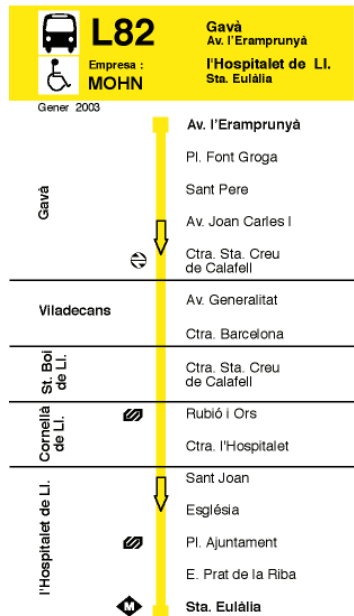 L82
Gavà
Av. l'Eramprunyà
Empresa :
MOHN
l'Hospitalet de Ll.
Sta. Eulàlia
Gener 2003
Gavà
Av. l'Eramprunyà
Pl. Font Groga
Sant Pere
Av. Joan Carles I
Ctra. Sta. Creu
de Calafell
Viladecans
Av. Generalitat
Ctra. Barcelona
St. Boi
de Ll.
Ctra. Sta. Creu
de Calafell
Cornellà
de Ll.
Rubió i Ors
Ctra. l'Hospitalet
l'Hospitalet de Ll.
Sant Joan
Església
Pl. Ajuntament
E. Prat de la Riba
M
Sta. Eulàlia